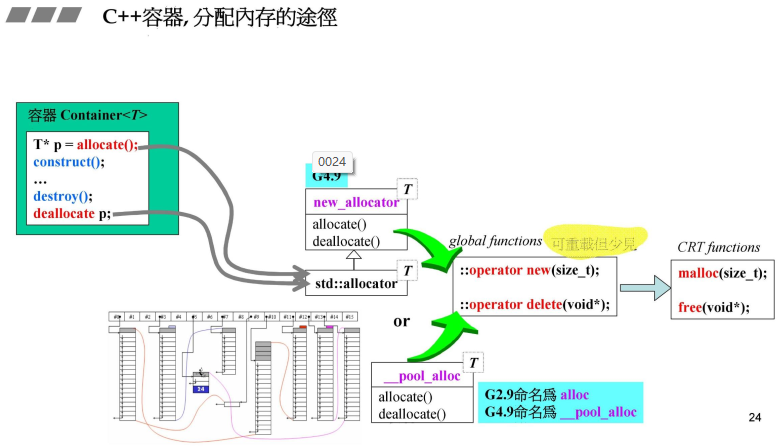 C++容器, 分配內存的途徑
容器 Container<T>
T* p = allocate();
construct();
…
destroy();
deallocate p;
0024
G4.9
T
new_allocator
allocate()
deallocate()
T
std::allocator
global functions 可重載但少見
::operator new(size_t);
::operator delete(void*);
CRT functions
malloc(size_t);
free(void*);
or
T
__pool_alloc
allocate()
deallocate()
G2.9命名為 alloc
G4.9命名為 __pool_alloc
#0 #1 #2 #3 #4 #5 #6 #7 #8 #9 #10 #11 #12 #13 #14 #15
24
24